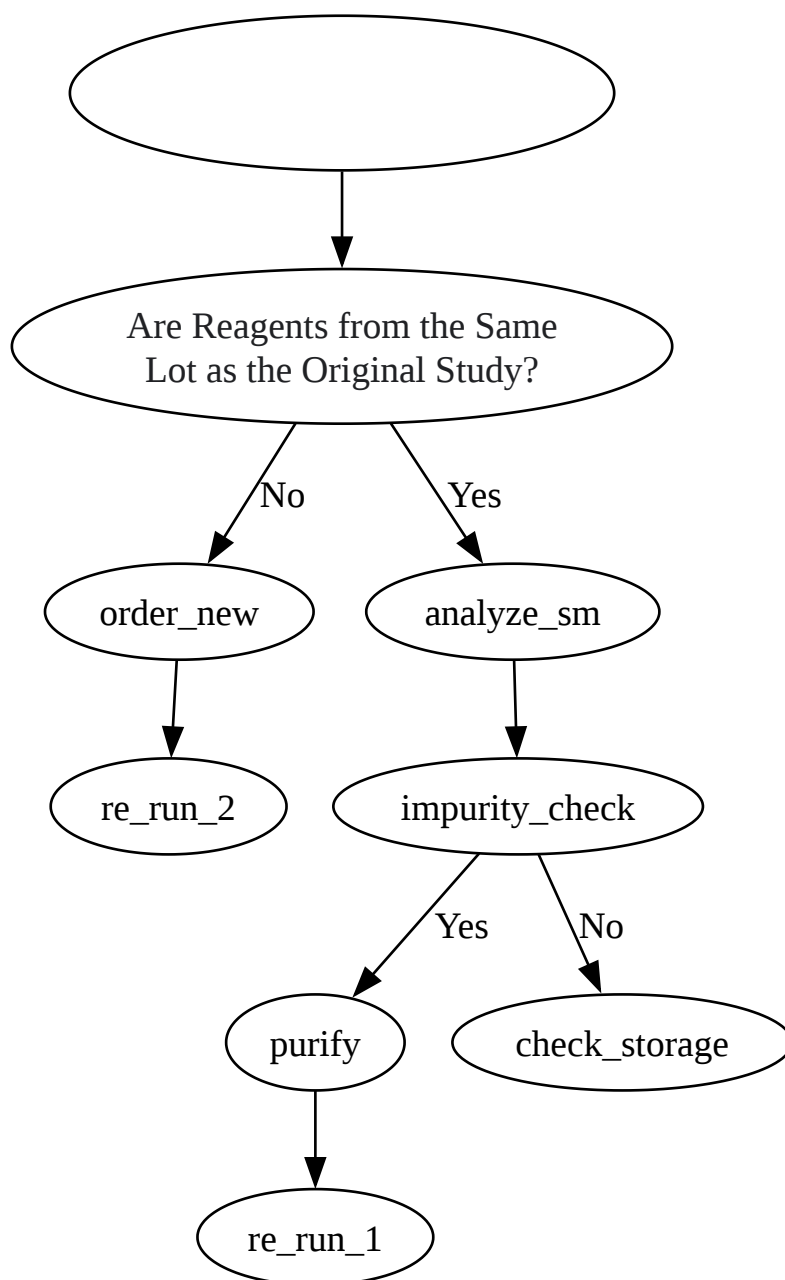 Are Reagents from the Same
Lot as the Original Study?
No
Yes
order_new
analyze_sm
re_run_2
impurity_check
Yes
No
purify
check_storage
re_run_1